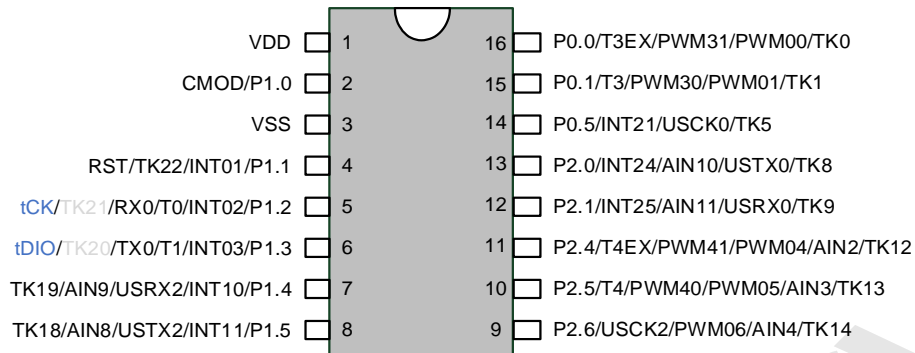 VDD 1 16 P0.0/T3EX/PWM31/PWM00/TK0
CMOD/P1.0 2 15 P0.1/T3/PWM30/PWM01/TK1
VSS 3 14 P0.5/INT21/USCK0/TK5
RST/TK22/INT01/P1.1 4 13 P2.0/INT24/AIN10/USTX0/TK8
tCK/TK21/RX0/T0/INT02/P1.2 5 12 P2.1/INT25/AIN11/USRX0/TK9
tDIO/TK20/TX0/T1/INT03/P1.3 6 11 P2.4/T4EX/PWM41/PWM04/AIN2/TK12
TK19/AIN9/USRX2/INT10/P1.4 7 10 P2.5/T4/PWM40/PWM05/AIN3/TK13
TK18/AIN8/USTX2/INT11/P1.5 8 9 P2.6/USCK2/PWM06/AIN4/TK14